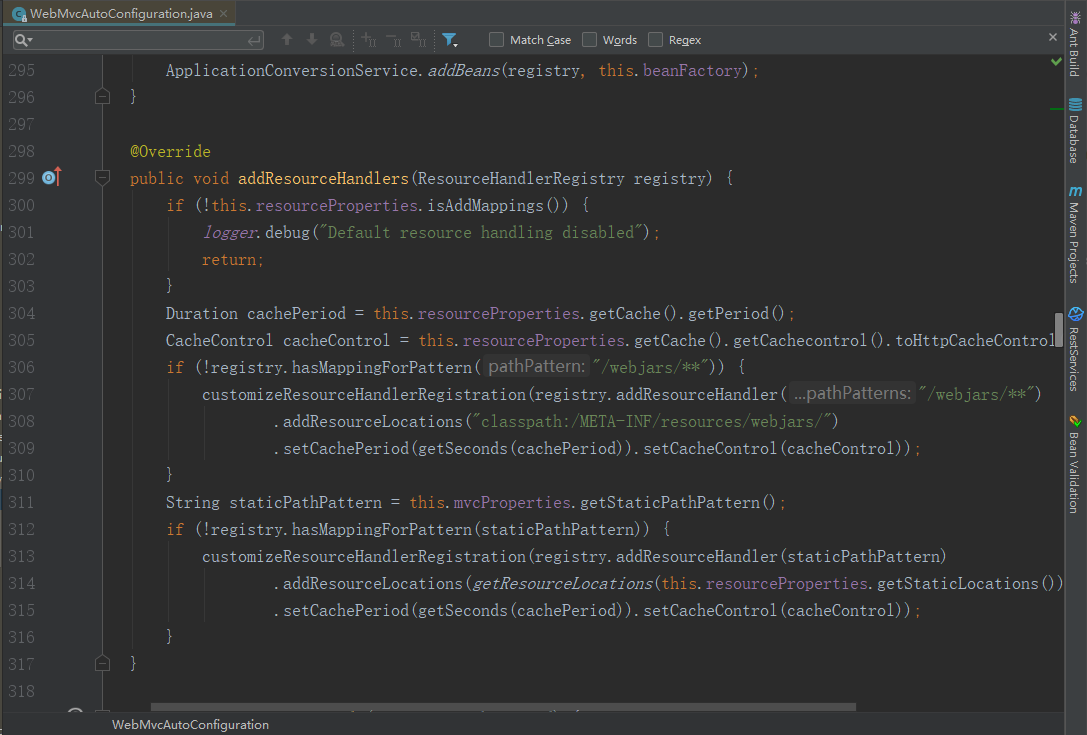 WebMvcAutoConfiguration.java
Match Case Words Regex
295 ApplicationConversionService.addBeans(registry, this.beanFactory);
296 }
297
298 @Override
299 public void addResourceHandlers(ResourceHandlerRegistry registry) {
300 if (!this.resourceProperties.isAddMappings()) {
301 logger.debug("Default resource handling disabled");
302 return;
303 }
304 Duration cachePeriod = this.resourceProperties.getCache().getPeriod();
305 CacheControl cacheControl = this.resourceProperties.getCache().getCachecontrol().toHttpCacheControl
306 if (!registry.hasMappingForPattern( pathPattern: "/webjars/**")) {
307 customizeResourceHandlerRegistration(registry.addResourceHandler( ...pathPatterns: "/webjars/**")
308 .addResourceLocations("classpath:/META-INF/resources/webjars/")
309 .setCachePeriod(getSeconds(cachePeriod)).setCacheControl(cacheControl));
310 }
311 String staticPathPattern = this.mvcProperties.getStaticPathPattern();
312 if (!registry.hasMappingForPattern(staticPathPattern)) {
313 customizeResourceHandlerRegistration(registry.addResourceHandler(staticPathPattern)
314 .addResourceLocations(getResourceLocations(this.resourceProperties.getStaticLocations())
315 .setCachePeriod(getSeconds(cachePeriod)).setCacheControl(cacheControl));
316 }
317 }
318
WebMvcAutoConfiguration
Ant Build
Database
Maven Projects
RestServices
Bean Validation